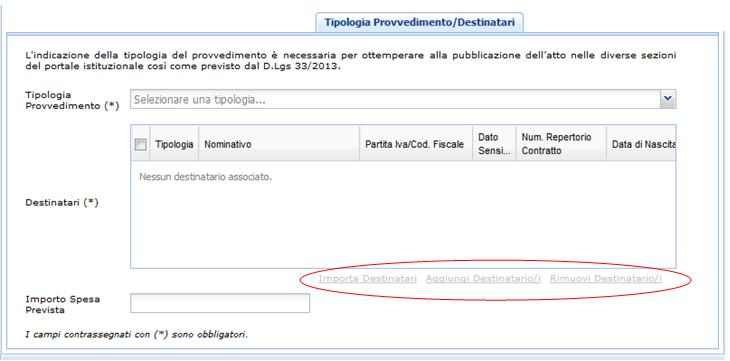 Tipologia Provvedimento/Destinatari
L'indicazione della tipologia del provvedimento è necessaria per ottemperare alla pubblicazione dell'atto nelle diverse sezioni
del portale istituzionale così come previsto dal D.Lgs 33/2013.
Tipologia
Provvedimento (*)
Selezionare una tipologia...
Tipologia Nominativo Partita Iva/Cod. Fiscale Dato Sensi... Num. Repertorio Contratto Data di Nascita
Nessun destinatario associato.
Destinatari (*)
Importa Destinatari Aggiungi Destinatario/i Rimuovi Destinatario/i
Importo Spesa
Prevista
I campi contrassegnati con (*) sono obbligatori.